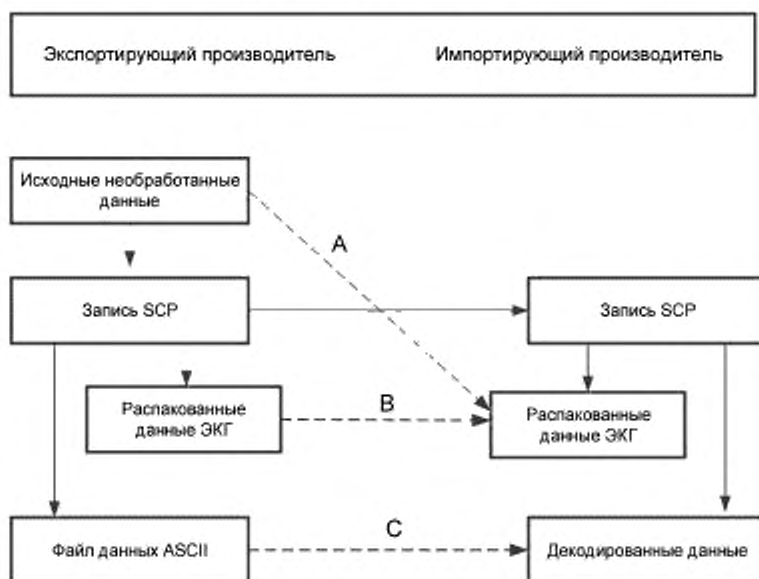 Экспортирующий производитель Импортирующий производитель
Исходные необработанные
данные
A
Запись SCP
Запись SCP
Распакованные
данные ЭКГ
B
Распакованные
данные ЭКГ
Файл данных ASCII
C
Декодированные данные